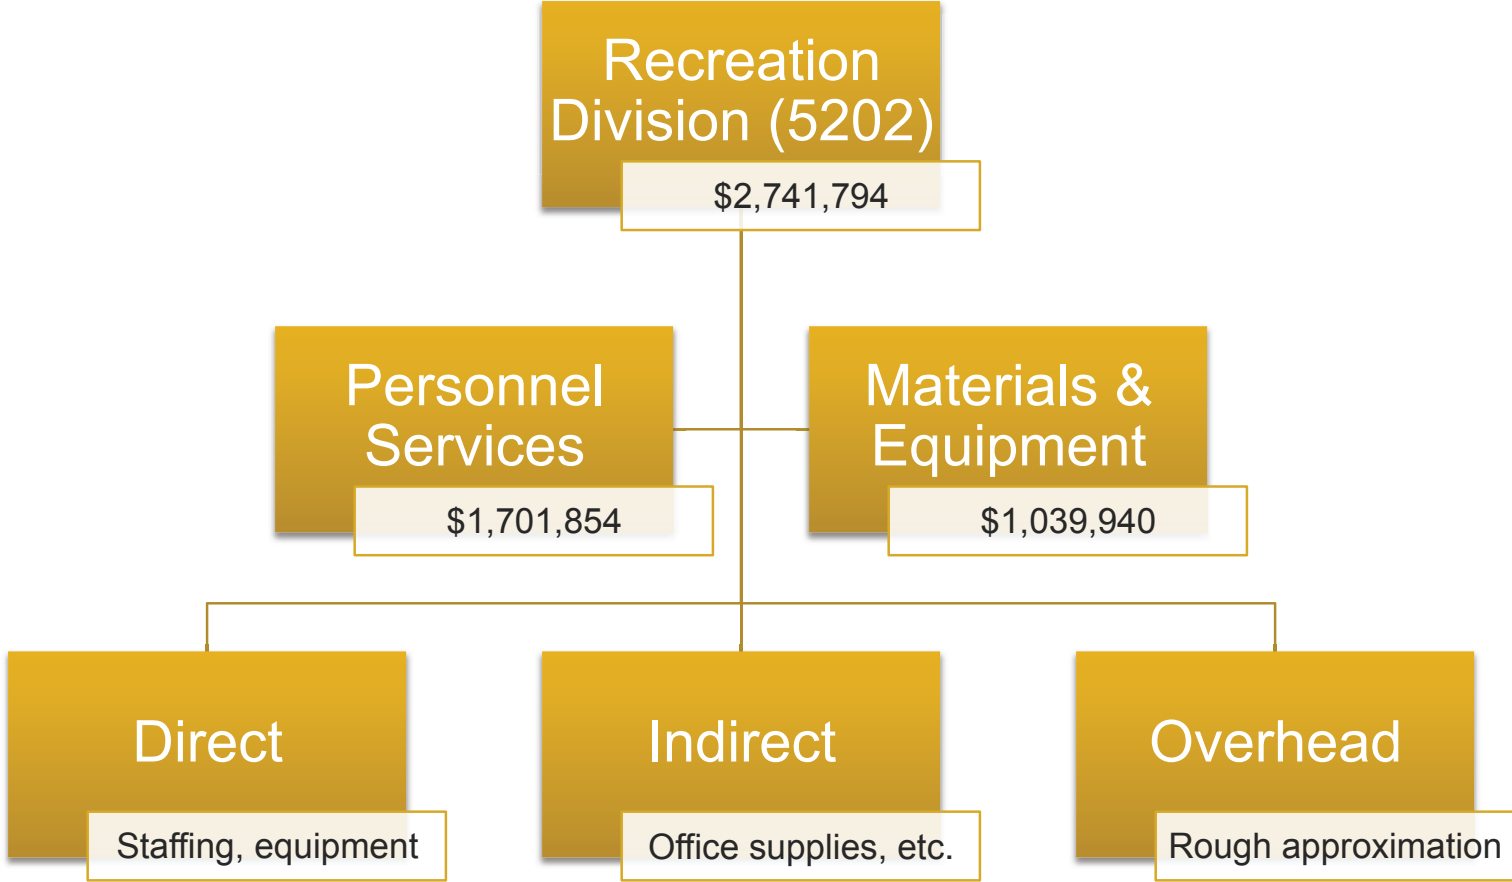 Recreation
Division (5202)
$2,741,794
Personnel
Services
$1,701,854
Materials &
Equipment
$1,039,940
Direct
Staffing, equipment
Indirect
Office supplies, etc.
Overhead
Rough approximation